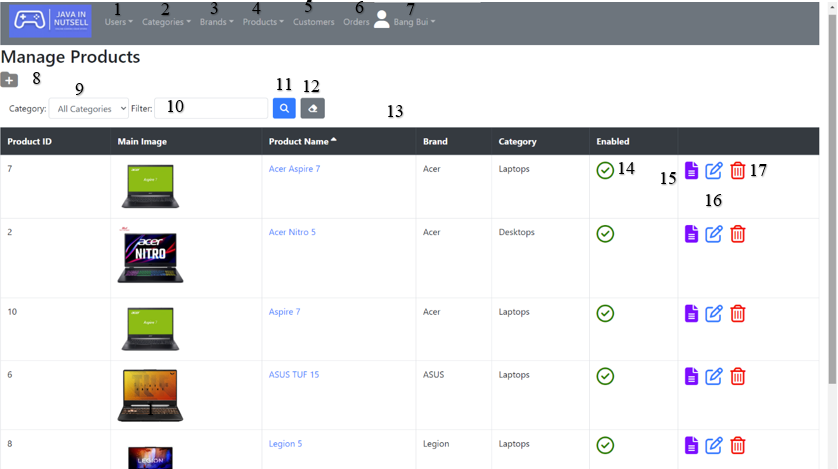 1 2 3 4 5 6 7
JAVA IN
NUTSELL
Users Categories Brands Products Customers Orders Bang Bui
Manage Products
8
9 10 11 12 13
Category: All Categories Filter:
Product ID Main Image Product Name Brand Category Enabled
7 Acer Aspire 7 Acer Laptops 14 15 16 17
2 acer NITRO Acer Nitro 5 Acer Desktops
10 Aspire 7 Acer Laptops
6 ASUS TUF 15 ASUS Laptops
8 LEGION Legion 5 Legion Laptops